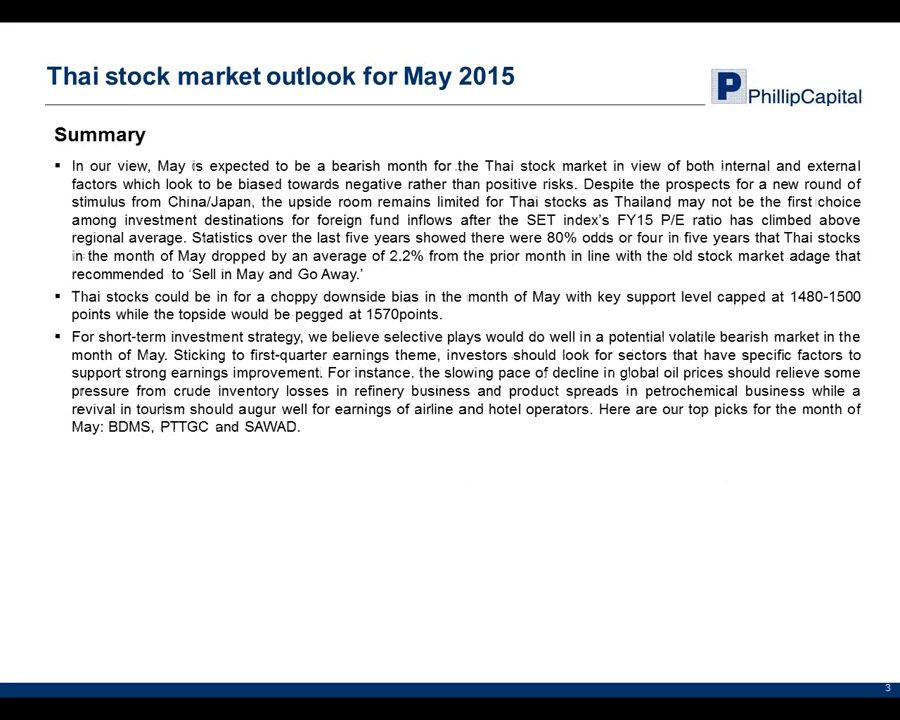 Thai stock market outlook for May 2015
P PhillipCapital
Summary
▪ In our view, May is expected to be a bearish month for the Thai stock market in view of both internal and external
factors which look to be biased towards negative rather than positive risks. Despite the prospects for a new round of
stimulus from China/Japan, the upside room remains limited for Thai stocks as Thailand may not be the first choice
among investment destinations for foreign fund inflows after the SET index's FY15 P/E ratio has climbed above
regional average. Statistics over the last five years showed there were 80% odds or four in five years that Thai stocks
in the month of May dropped by an average of 2.2% from the prior month in line with the old stock market adage that
recommended to 'Sell in May and Go Away.'
▪ Thai stocks could be in for a choppy downside bias in the month of May with key support level capped at 1480-1500
points while the topside would be pegged at 1570points.
▪ For short-term investment strategy, we believe selective plays would do well in a potential volatile bearish market in the
month of May. Sticking to first-quarter earnings theme, investors should look for sectors that have specific factors to
support strong earnings improvement. For instance, the slowing pace of decline in global oil prices should relieve some
pressure from crude inventory losses in refinery business and product spreads in petrochemical business while a
revival in tourism should augur well for earnings of airline and hotel operators. Here are our top picks for the month of
May: BDMS, PTTGC and SAWAD.
3